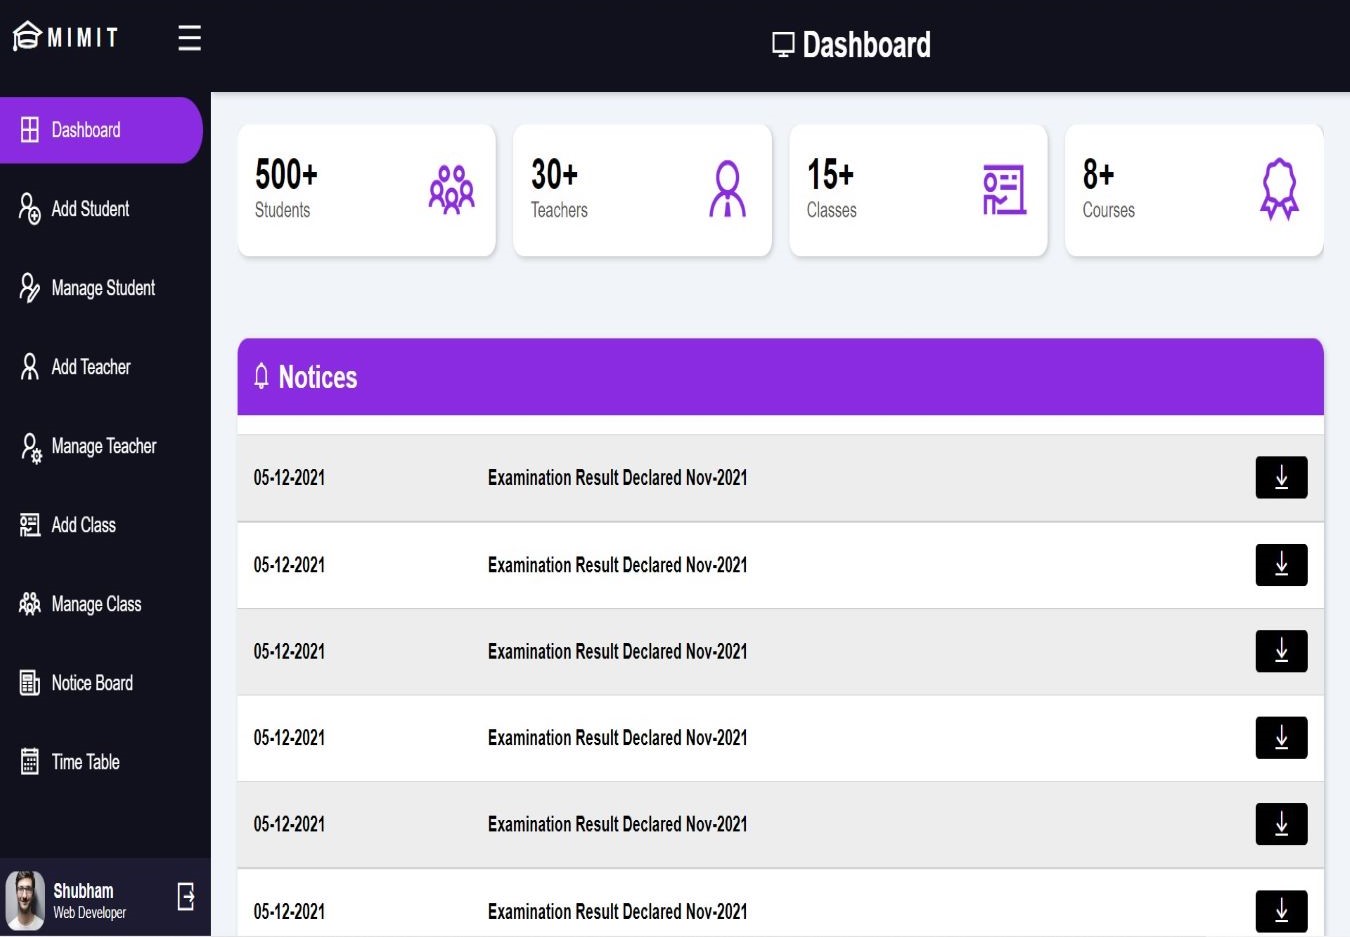 MIMIT
Dashboard
Dashboard
Add Student
Manage Student
Add Teacher
Manage Teacher
Add Class
Manage Class
Notice Board
Time Table
Shubham
Web Developer
500+
Students
30+
Teachers
15+
Classes
8+
Courses
Notices
05-12-2021 Examination Result Declared Nov-2021
05-12-2021 Examination Result Declared Nov-2021
05-12-2021 Examination Result Declared Nov-2021
05-12-2021 Examination Result Declared Nov-2021
05-12-2021 Examination Result Declared Nov-2021
05-12-2021 Examination Result Declared Nov-2021